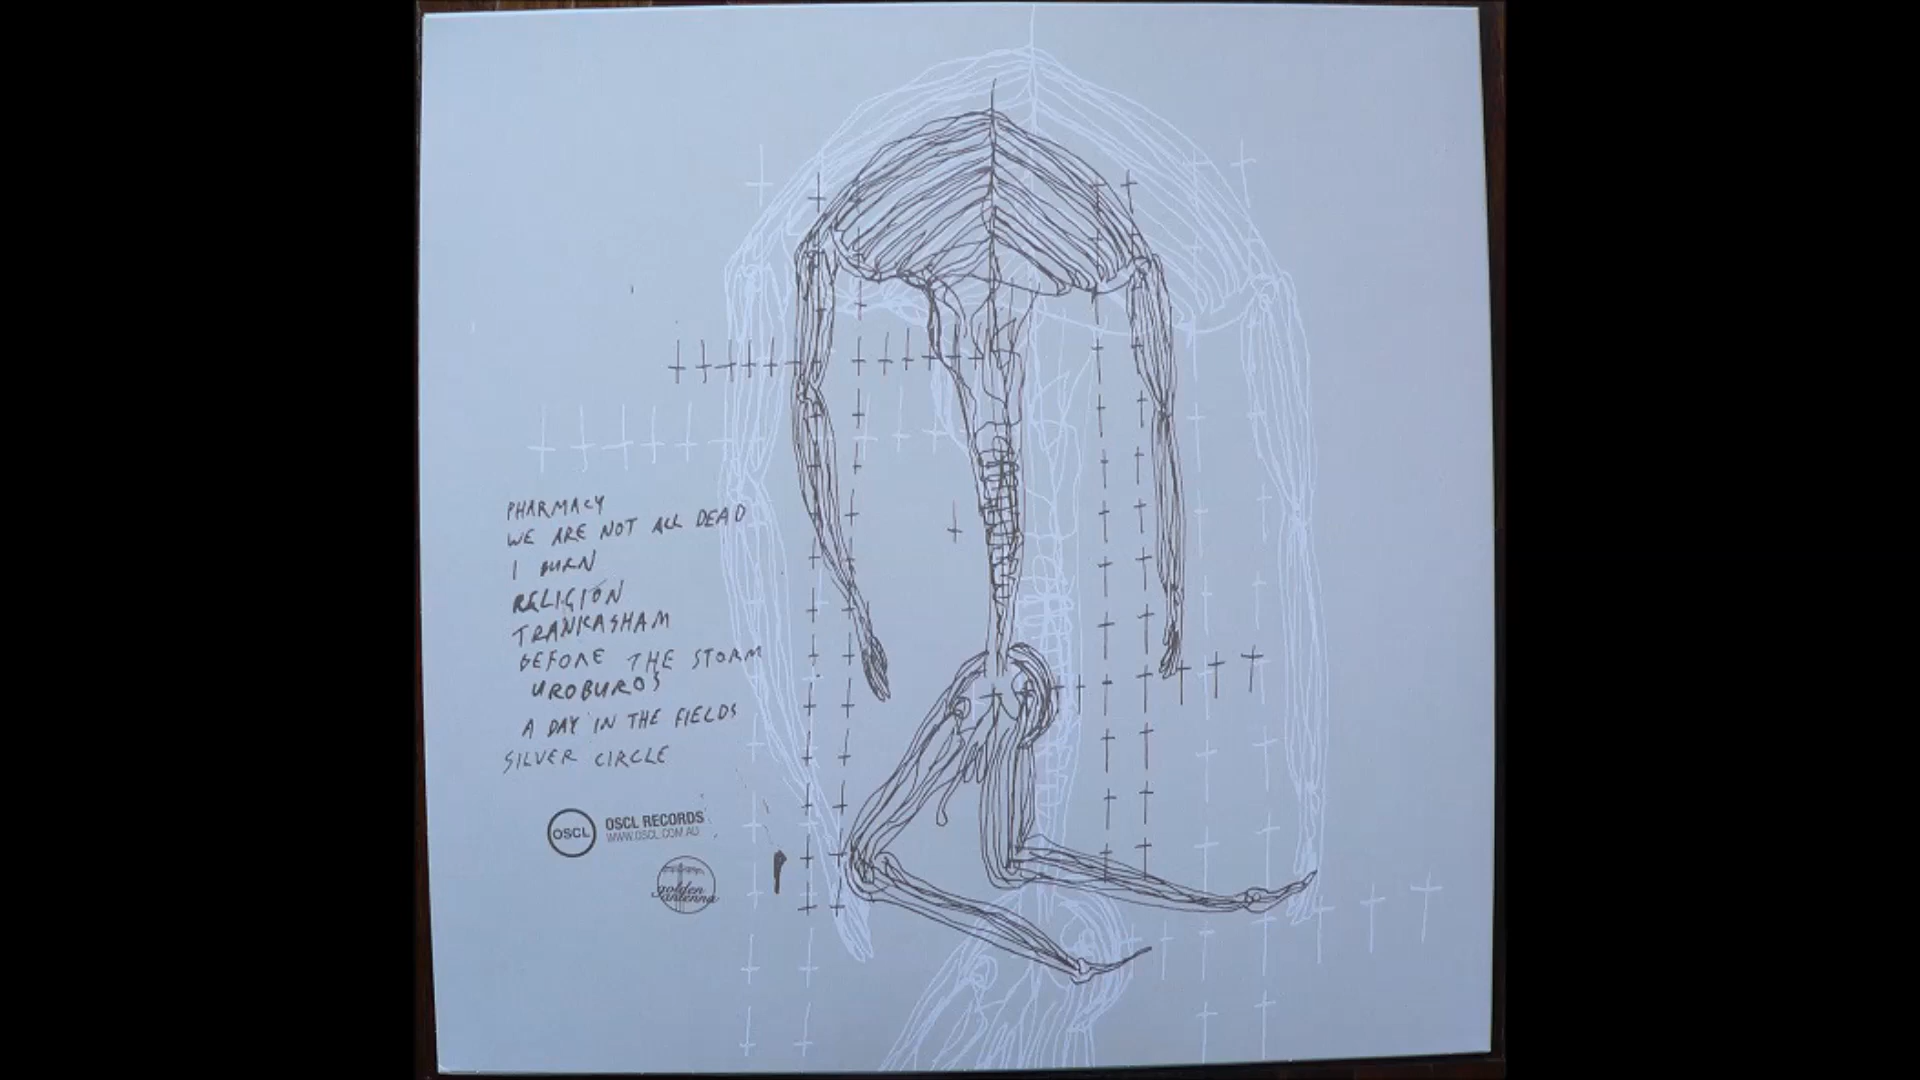 PHARMACY
WE ARE NOT ALL DEAD
I BURN
RELIGION
TRANKASHAM
BEFORE THE STORM
UROBUROS
A DAY IN THE FIELDS
SILVER CIRCLE
OSCL
OSCL RECORDS
WWW.OSCL.COM.AU
golden
antenna